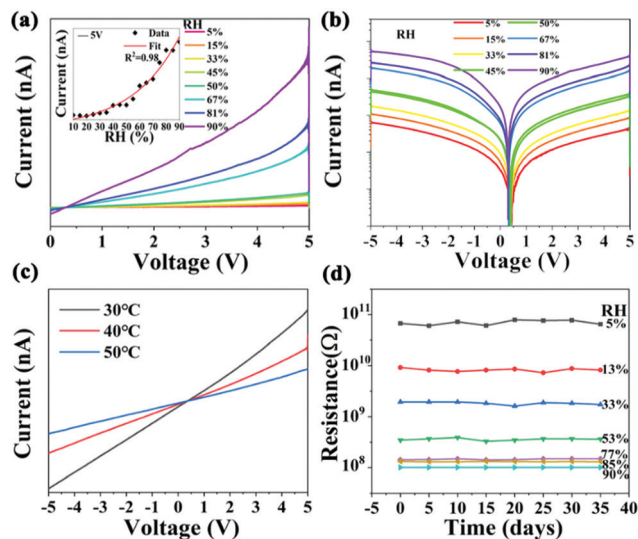 (a)
Current (nA)
— 5V
◆ Data
— Fit
R²=0.98
Current (nA)
10 20 30 40 50 60 70 80 90
RH (%)
RH
5%
15%
33%
45%
50%
67%
81%
90%
0 1 2 3 4 5
Voltage (V)
(b)
Current (nA)
RH
5% 50%
15% 67%
33% 81%
45% 90%
-5 -4 -3 -2 -1 0 1 2 3 4 5
Voltage (V)
(c)
Current (nA)
30°C
40°C
50°C
-5 -4 -3 -2 -1 0 1 2 3 4 5
Voltage (V)
(d)
Resistance(Ω)
10¹¹
10¹⁰
10⁹
10⁸
RH
5%
13%
33%
53%
77%
85%
90%
-5 0 5 10 15 20 25 30 35 40
Time (days)